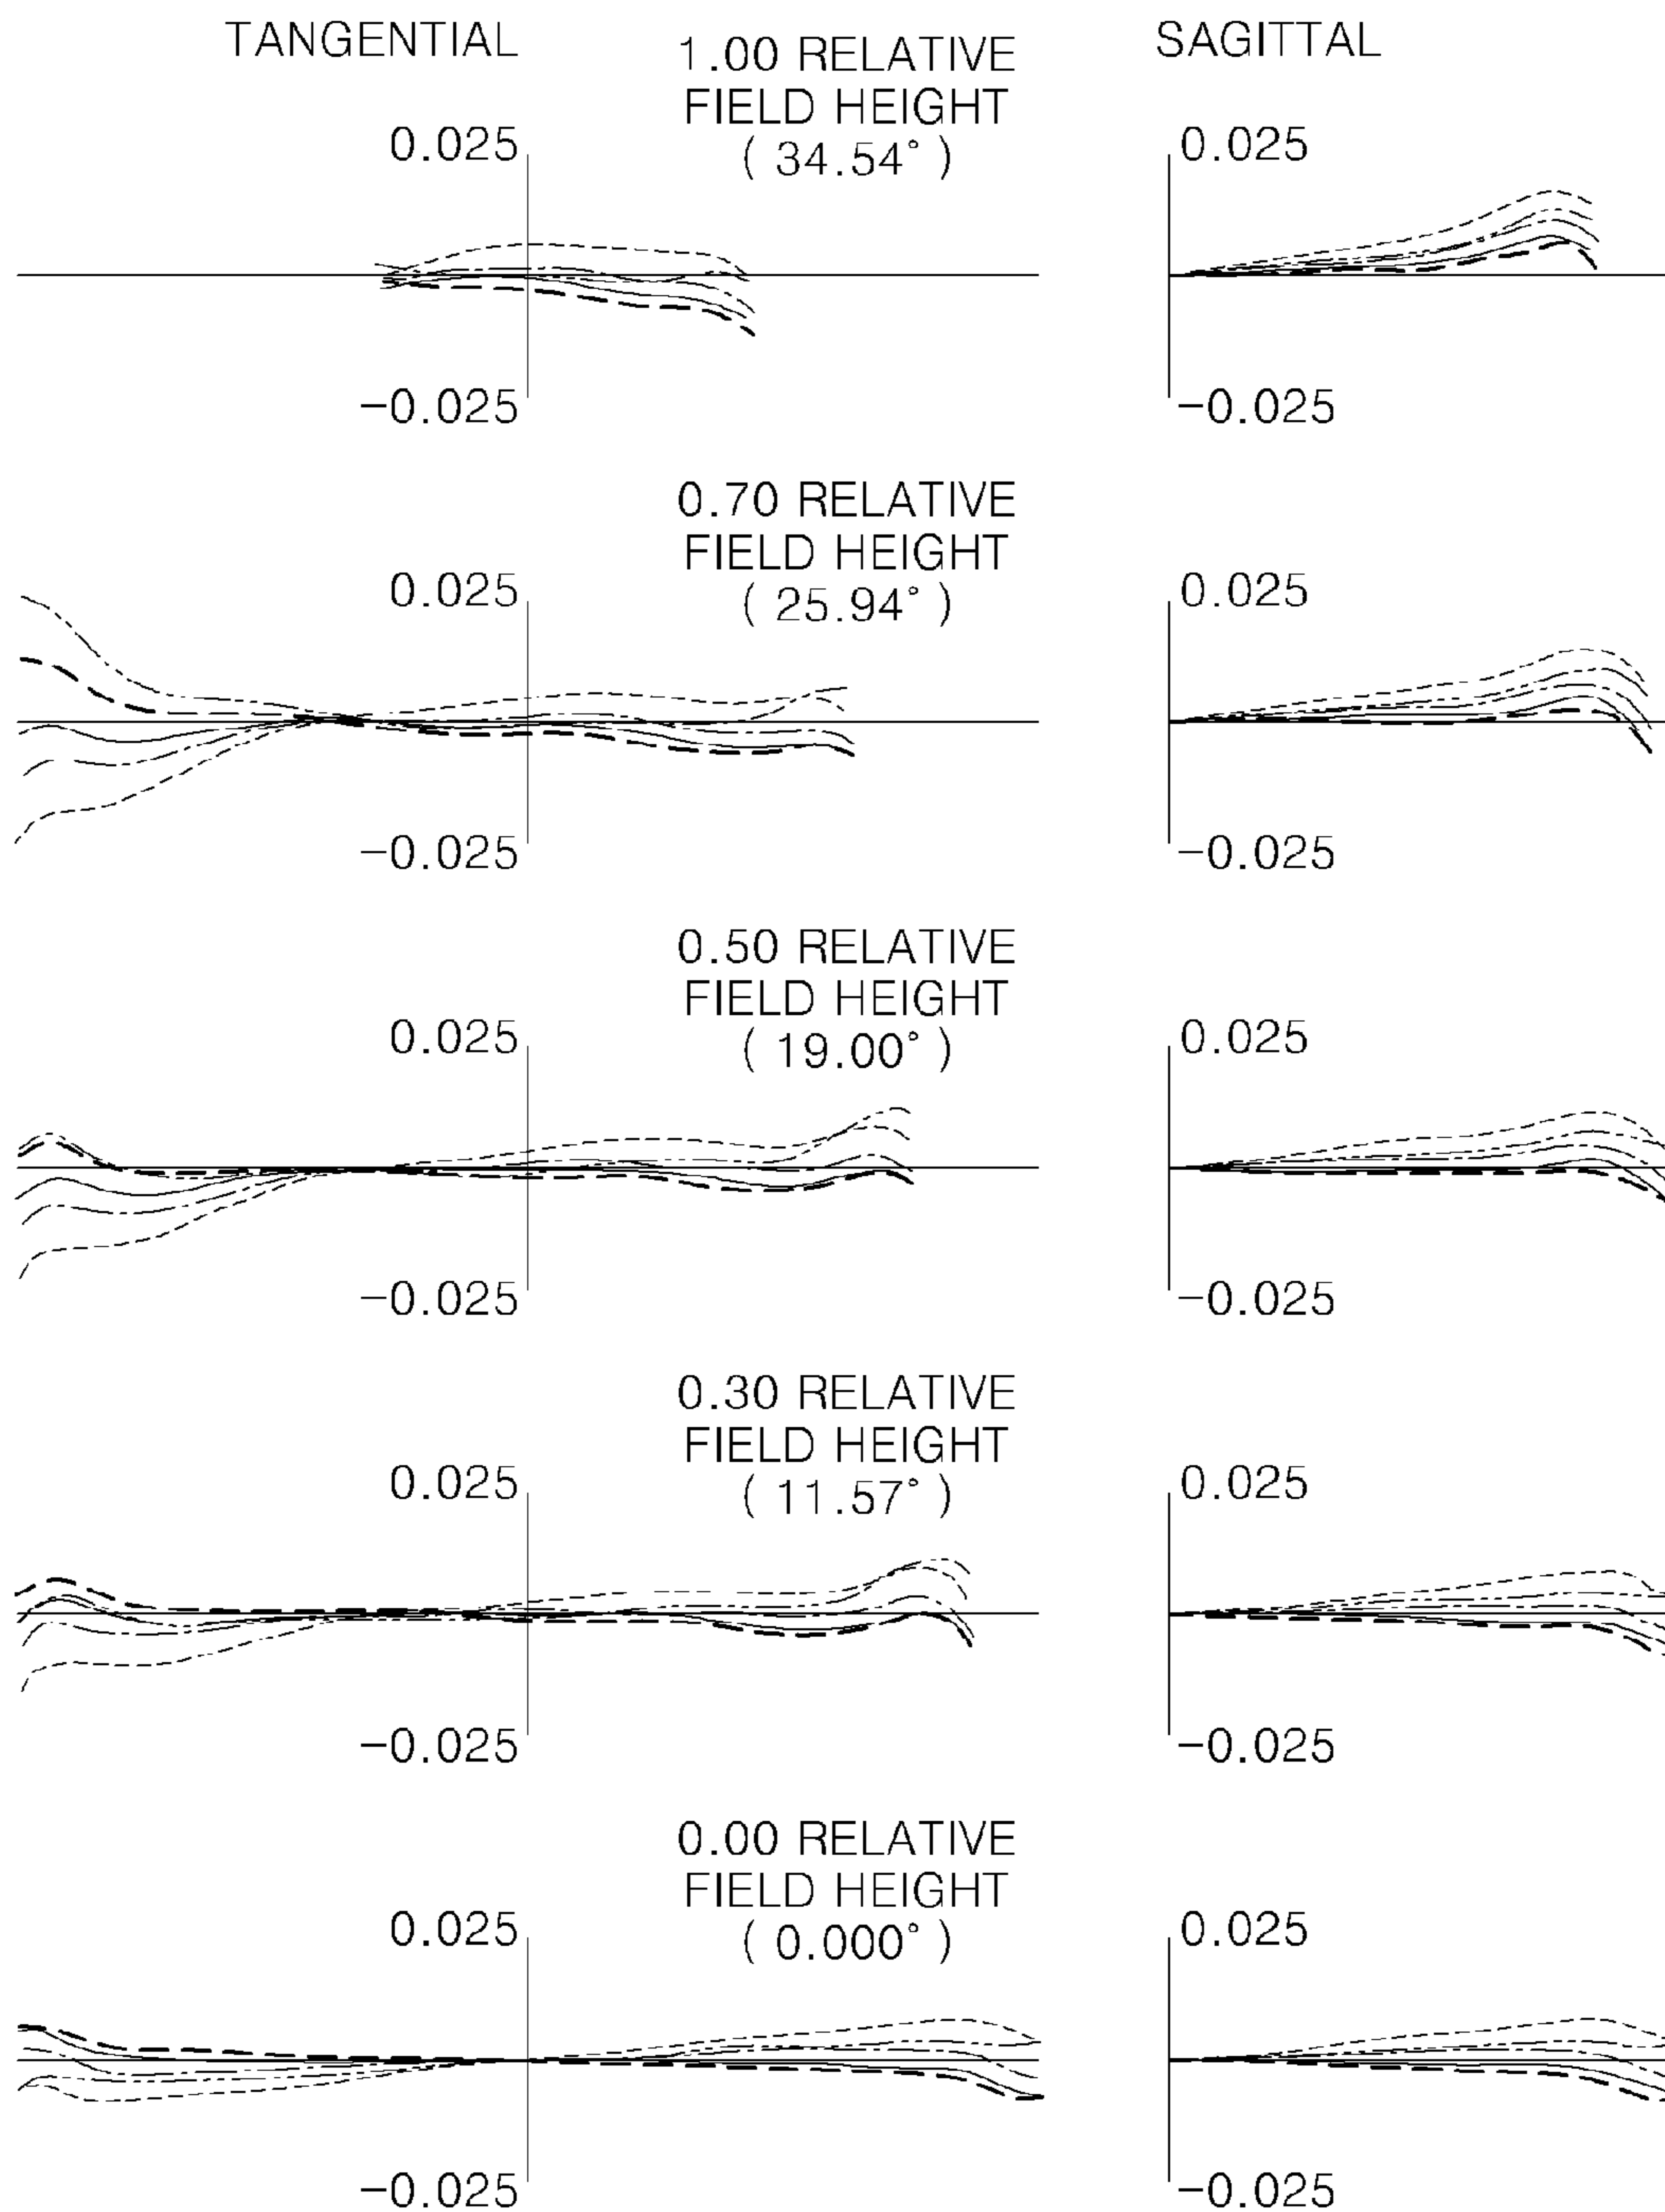 TANGENTIAL
1.00 RELATIVE
FIELD HEIGHT
( 34.54° )
SAGITTAL
0.025
0.025
-0.025
-0.025
0.70 RELATIVE
FIELD HEIGHT
( 25.94° )
0.025
0.025
-0.025
-0.025
0.50 RELATIVE
FIELD HEIGHT
( 19.00° )
0.025
0.025
-0.025
-0.025
0.30 RELATIVE
FIELD HEIGHT
( 11.57° )
0.025
0.025
-0.025
-0.025
0.00 RELATIVE
FIELD HEIGHT
( 0.000° )
0.025
0.025
-0.025
-0.025